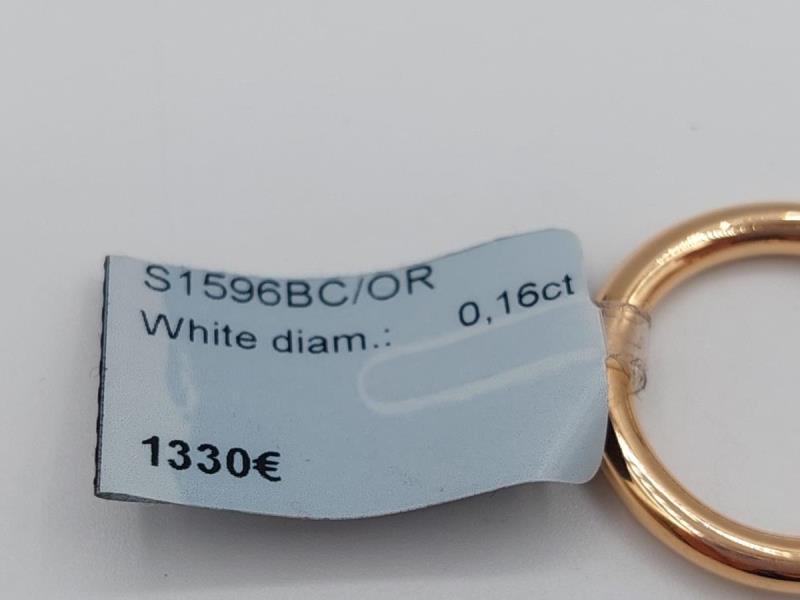 S1596BC/OR
White diam.: 0,16ct
1330€